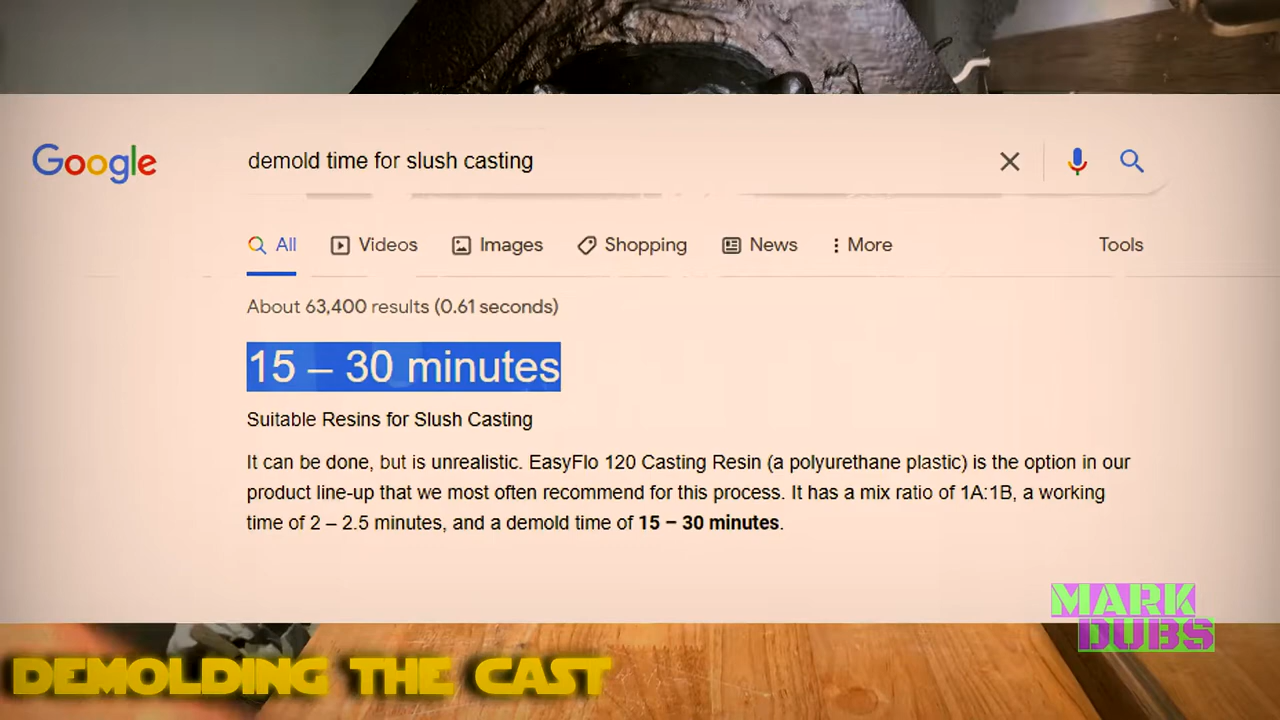 Google
demold time for slush casting
All Videos Images Shopping News More Tools
About 63,400 results (0.61 seconds)
15 – 30 minutes
Suitable Resins for Slush Casting
It can be done, but is unrealistic. EasyFlo 120 Casting Resin (a polyurethane plastic) is the option in our
product line-up that we most often recommend for this process. It has a mix ratio of 1A:1B, a working
time of 2 – 2.5 minutes, and a demold time of 15 – 30 minutes.
MARK
DUBS
DEMOLDING THE CAST